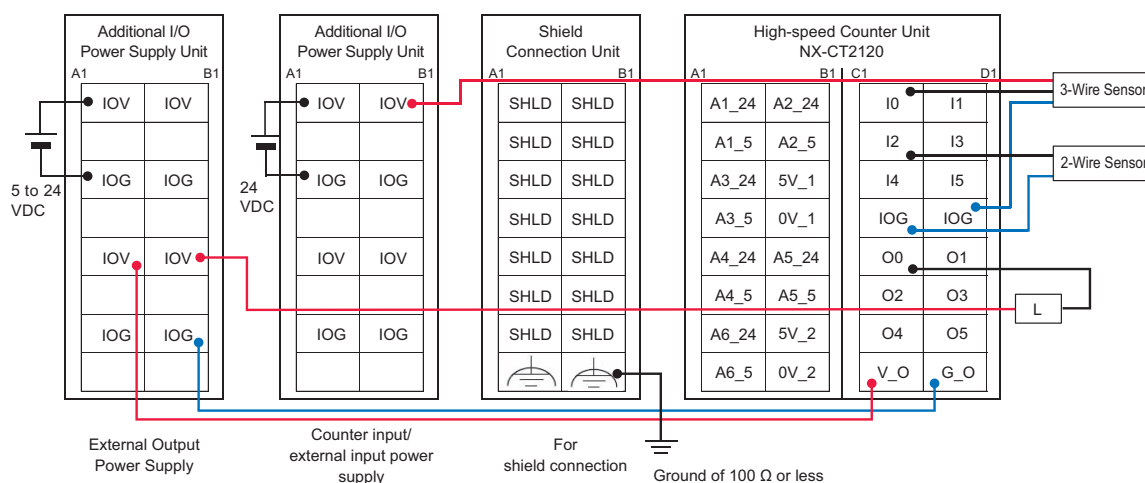 Additional I/O
Power Supply Unit
A1 B1
IOV IOV
IOG IOG
IOV IOV
IOG IOG
5 to 24
VDC
External Output
Power Supply
Additional I/O
Power Supply Unit
A1 B1
IOV IOV
IOG IOG
IOV IOV
IOG IOG
24
VDC
Counter input/
external input power
supply
Shield
Connection Unit
A1 B1
SHLD SHLD
SHLD SHLD
SHLD SHLD
SHLD SHLD
SHLD SHLD
SHLD SHLD
SHLD SHLD
For
shield connection
Ground of 100 Ω or less
High-speed Counter Unit
NX-CT2120
A1 B1 C1 D1
A1_24 A2_24 I0 I1
A1_5 A2_5 I2 I3
A3_24 5V_1 I4 I5
A3_5 0V_1 IOG IOG
A4_24 A5_24 O0 O1
A4_5 A5_5 O2 O3
A6_24 5V_2 O4 O5
A6_5 0V_2 V_O G_O
3-Wire Sensor
2-Wire Sensor
L